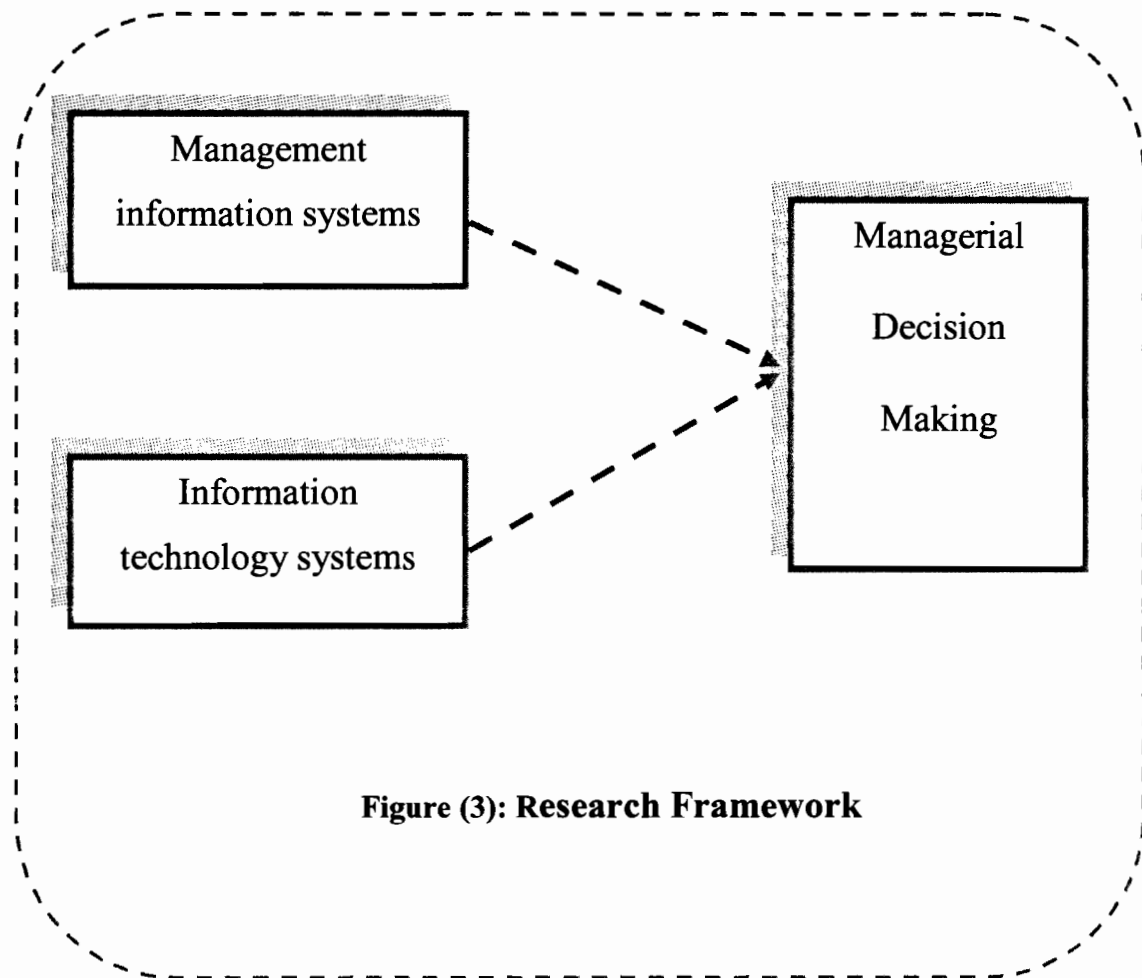 Management
information systems
Managerial
Decision
Making
Information
technology systems
Figure (3): Research Framework